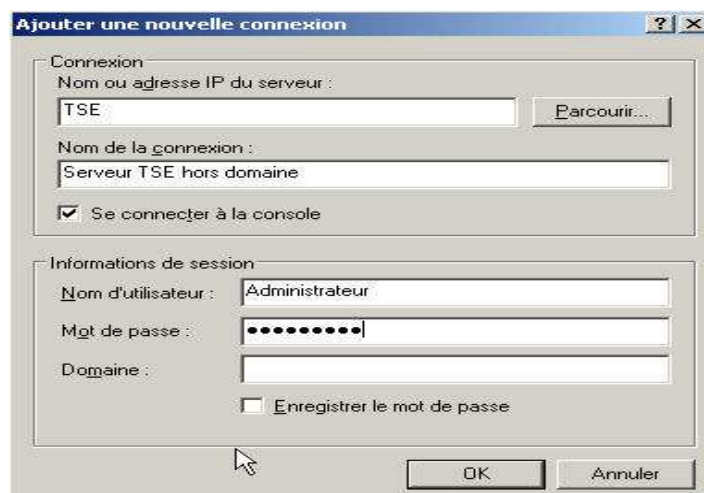 Ajouter une nouvelle connexion
Connexion
Nom ou adresse IP du serveur :
TSE
Parcourir...
Nom de la connexion :
Serveur TSE hors domaine
Se connecter à la console
Informations de session
Nom d'utilisateur :
Administrateur
Mot de passe :
●●●●●●●●●
Domaine :
Enregistrer le mot de passe
OK
Annuler